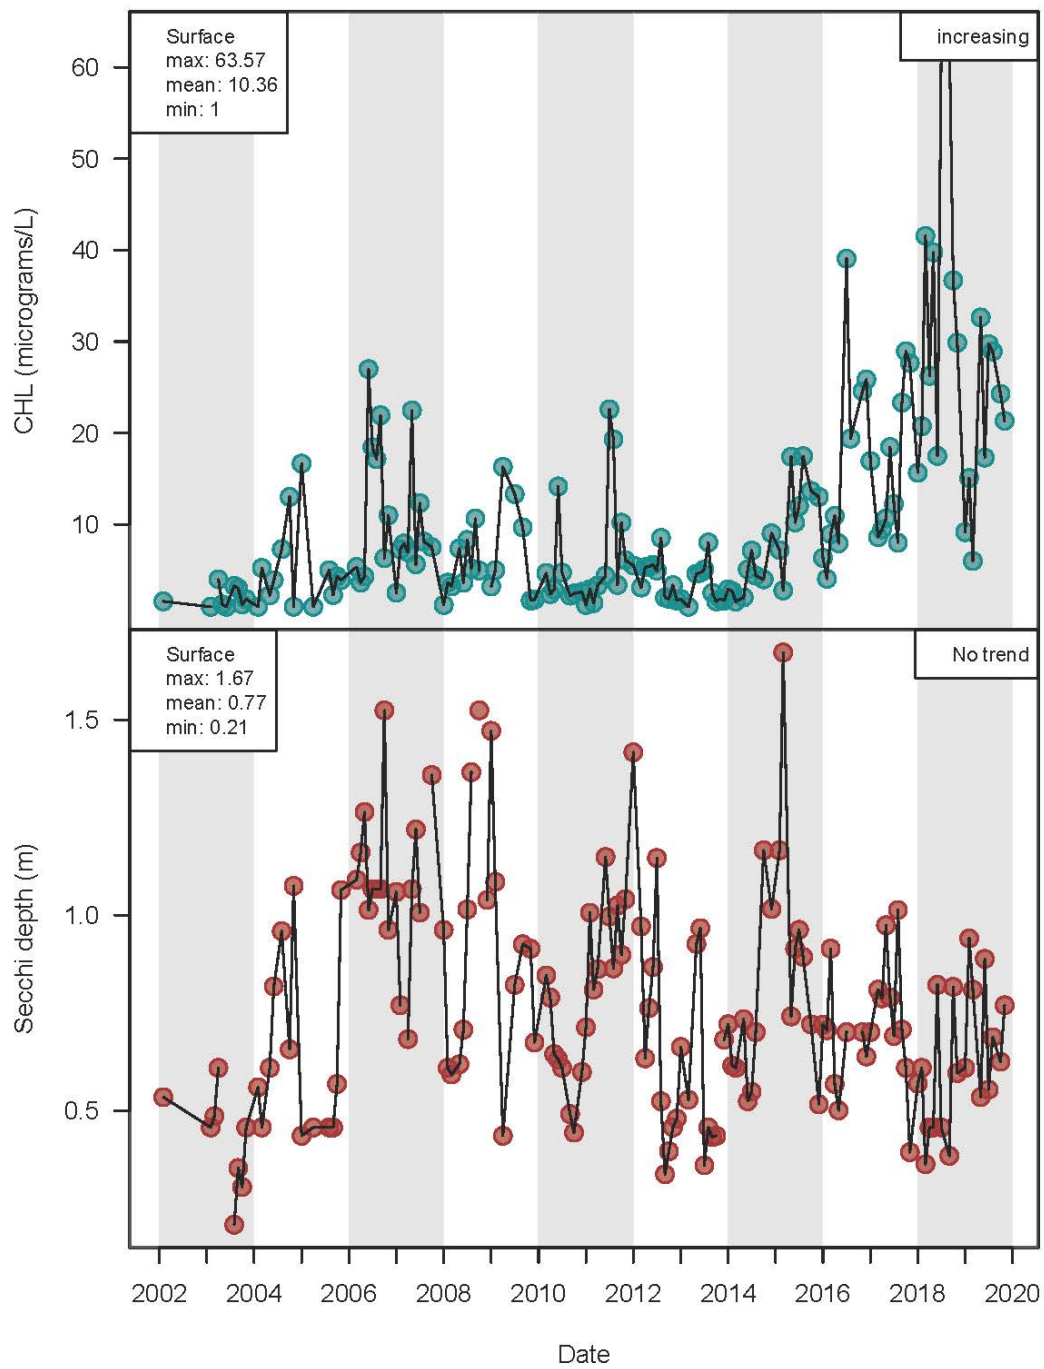 Surface
max: 63.57
mean: 10.36
min: 1
increasing
60
50
40
30
20
10
CHL (micrograms/L)
Surface
max: 1.67
mean: 0.77
min: 0.21
No trend
1.5
1.0
0.5
Secchi depth (m)
2002 2004 2006 2008 2010 2012 2014 2016 2018 2020
Date